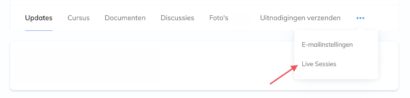 Updates Cursus Documenten Discussies Foto's Uitnodigingen verzenden •••
E-mailinstellingen
Live Sessies